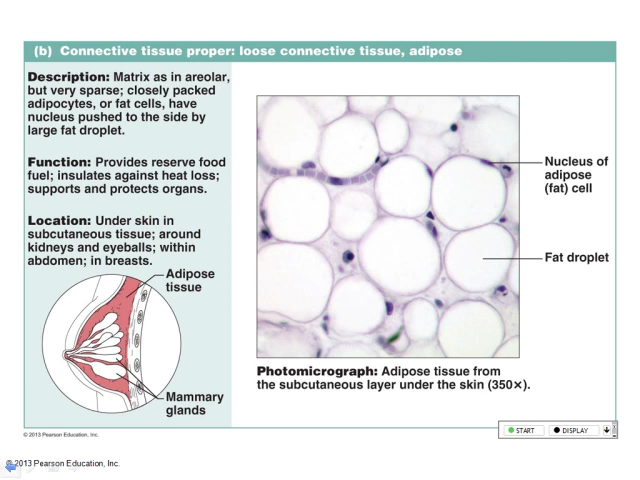 (b) Connective tissue proper: loose connective tissue, adipose
Description: Matrix as in areolar,
but very sparse; closely packed
adipocytes, or fat cells, have
nucleus pushed to the side by
large fat droplet.
Function: Provides reserve food
fuel; insulates against heat loss;
supports and protects organs.
Location: Under skin in
subcutaneous tissue; around
kidneys and eyeballs; within
abdomen; in breasts.
Adipose
tissue
Mammary
glands
Nucleus of
adipose
(fat) cell
Fat droplet
Photomicrograph: Adipose tissue from
the subcutaneous layer under the skin (350×).
START
DISPLAY
© 2013 Pearson Education, Inc.
© 2013 Pearson Education, Inc.